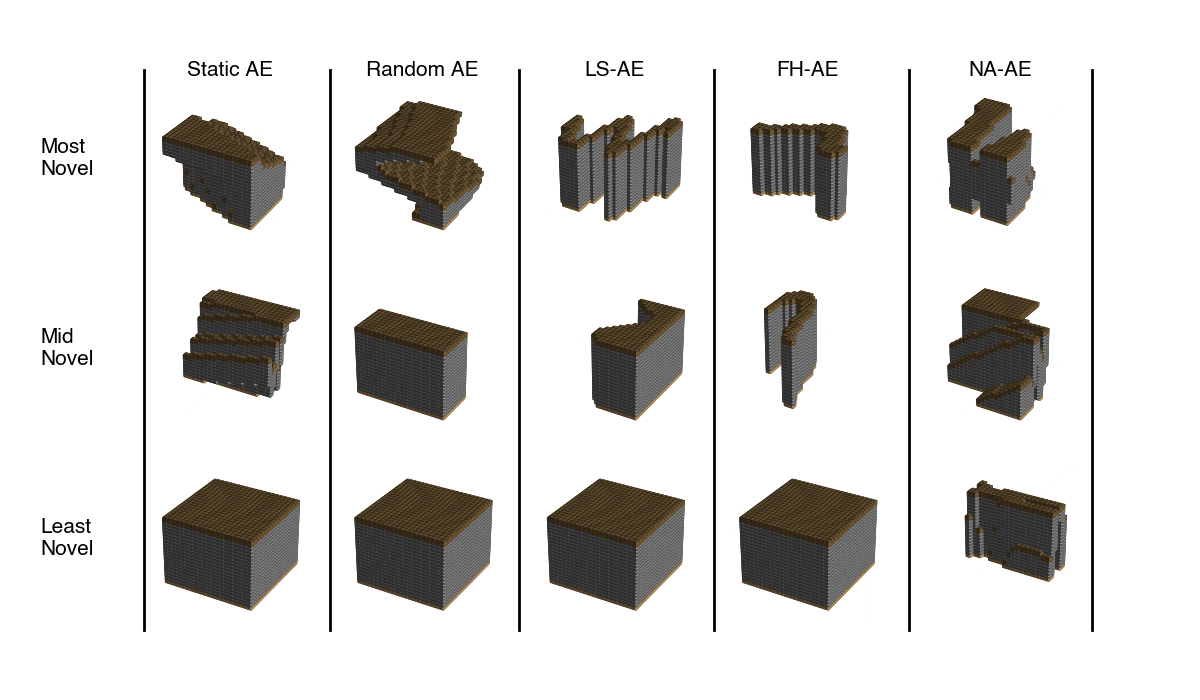 Static AE
Random AE
LS-AE
FH-AE
NA-AE
Most
Novel
Mid
Novel
Least
Novel